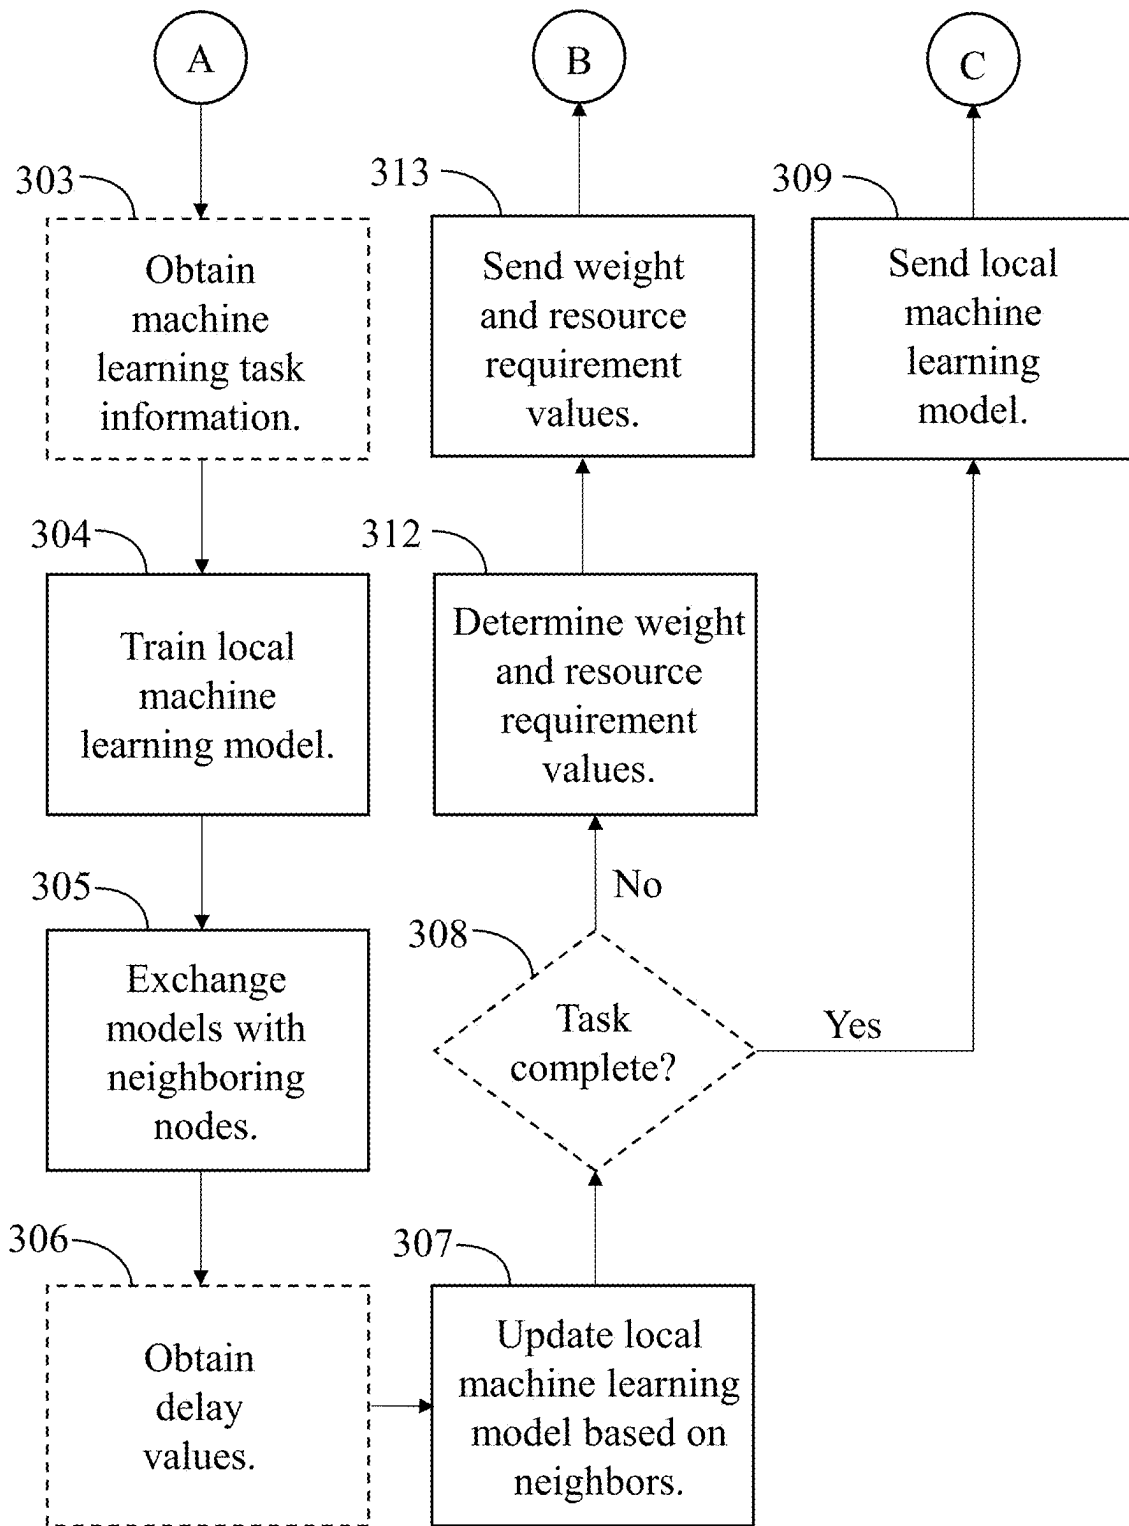 A
B
C
303
Obtain
machine
learning task
information.
313
Send weight
and resource
requirement
values.
309
Send local
machine
learning
model.
304
Train local
machine
learning model.
312
Determine weight
and resource
requirement
values.
305
Exchange
models with
neighboring
nodes.
No
308
Task
complete?
Yes
306
Obtain
delay
values.
307
Update local
machine learning
model based on
neighbors.